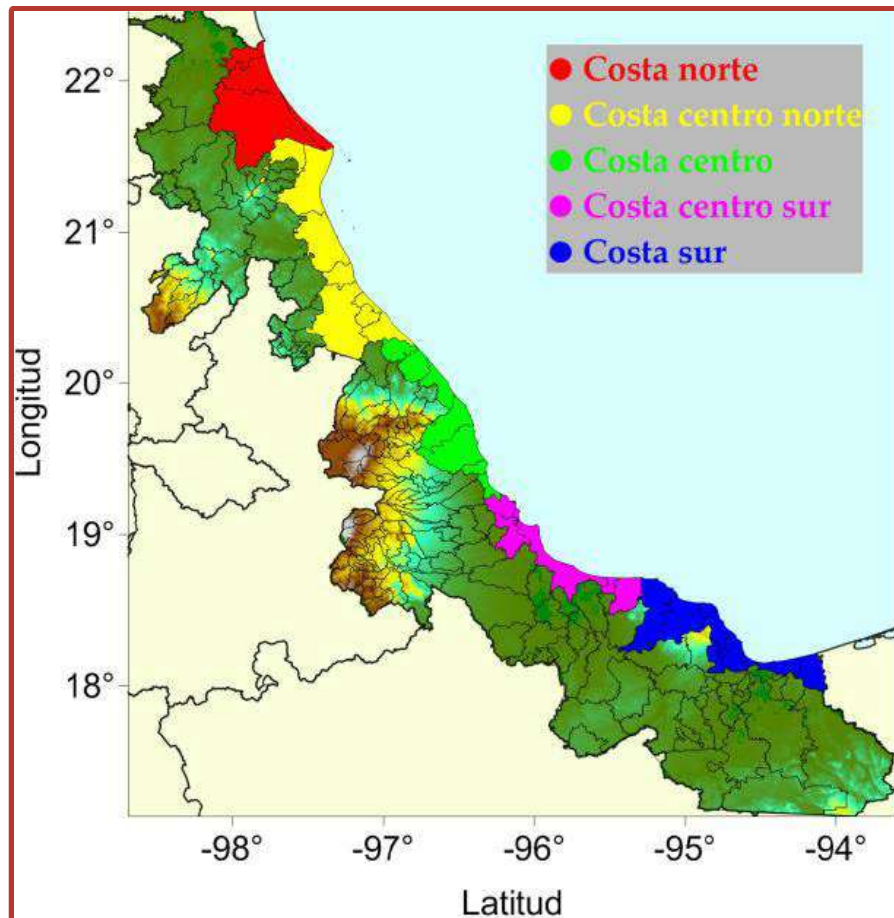 Costa norte
Costa centro norte
Costa centro
Costa centro sur
Costa sur
22°
21°
20°
19°
18°
Longitud
-98°
-97°
-96°
-95°
-94°
Latitud